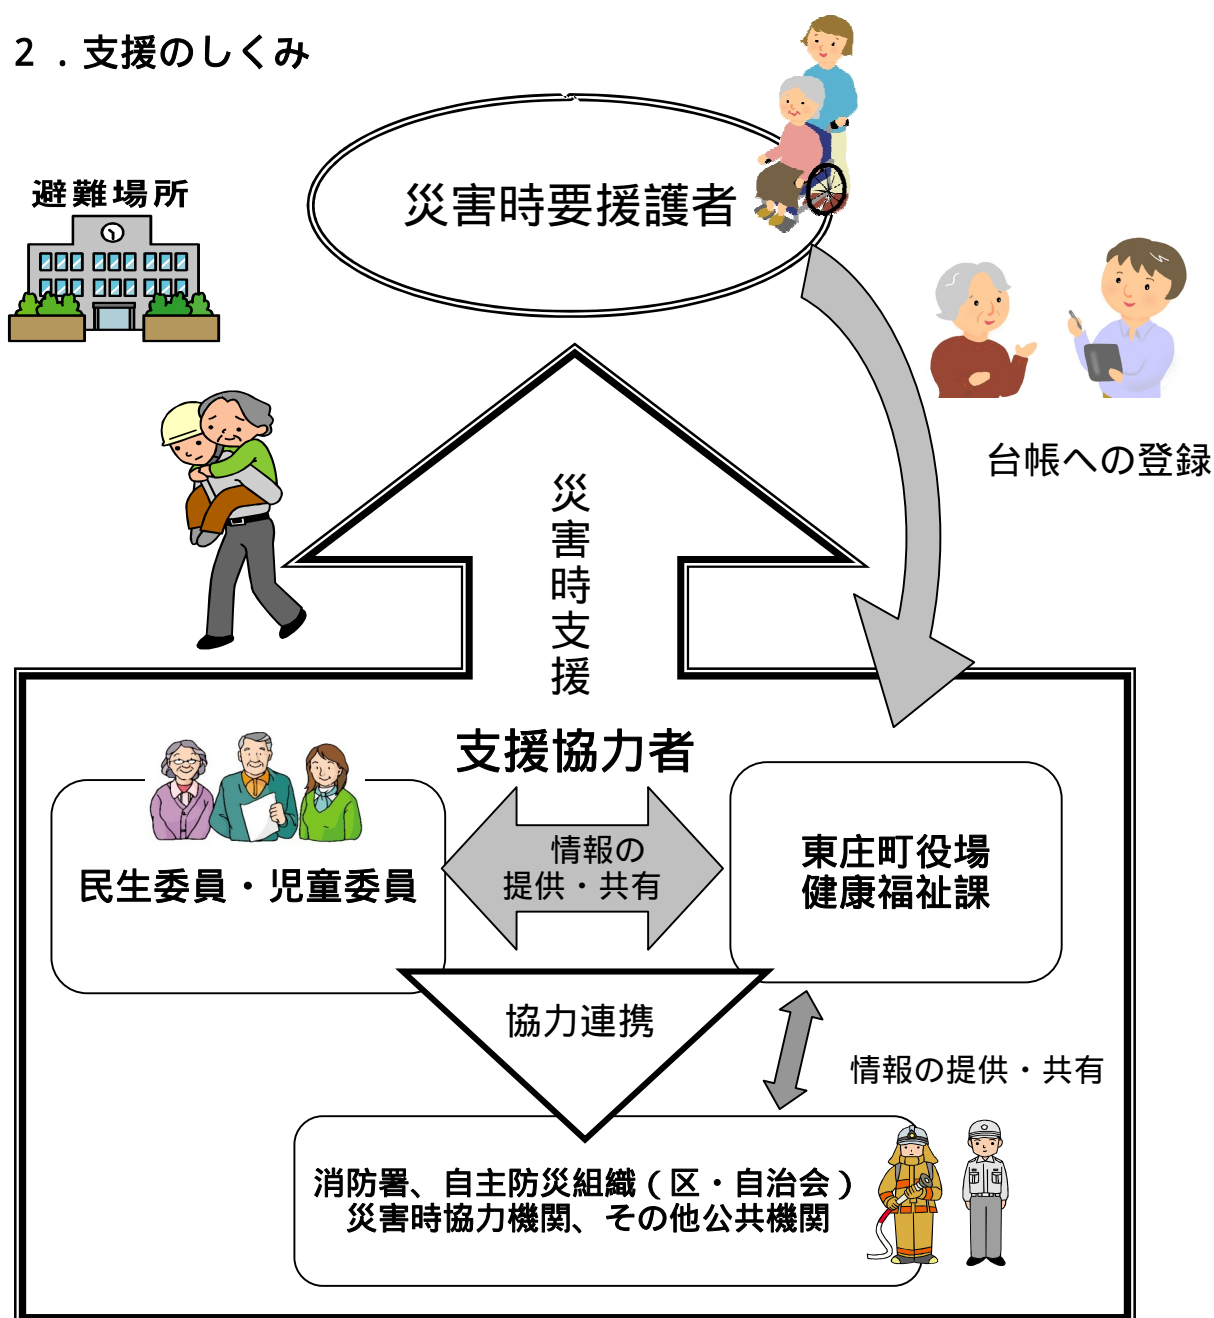 ２．支援のしくみ
避難場所
災害時要援護者
台帳への登録
災害時支援
支援協力者
民生委員・児童委員
情報の
提供・共有
東庄町役場
健康福祉課
協力連携
情報の提供・共有
消防署、自主防災組織（区・自治会）
災害時協力機関、その他公共機関